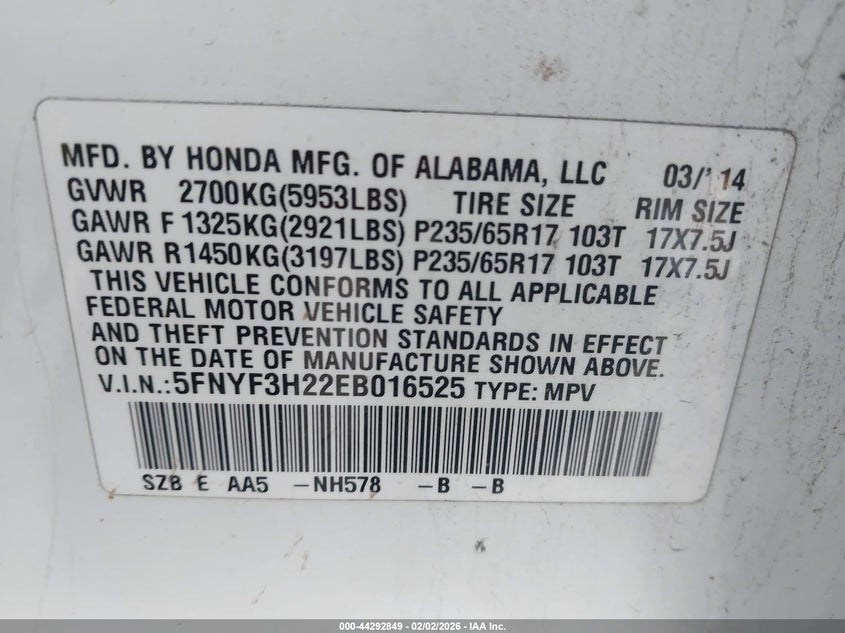 MFD. BY HONDA MFG. OF ALABAMA, LLC 03/'14
GVWR 2700KG(5953LBS) TIRE SIZE RIM SIZE
GAWR F 1325KG(2921LBS) P235/65R17 103T 17X7.5J
GAWR R1450KG(3197LBS) P235/65R17 103T 17X7.5J
THIS VEHICLE CONFORMS TO ALL APPLICABLE
FEDERAL MOTOR VEHICLE SAFETY
AND THEFT PREVENTION STANDARDS IN EFFECT
ON THE DATE OF MANUFACTURE SHOWN ABOVE.
V.I.N.:5FNYF3H22EB016525 TYPE: MPV
SZB E AA5 -NH578 -B -B
000-44292849 - 02/02/2026 - IAA Inc.